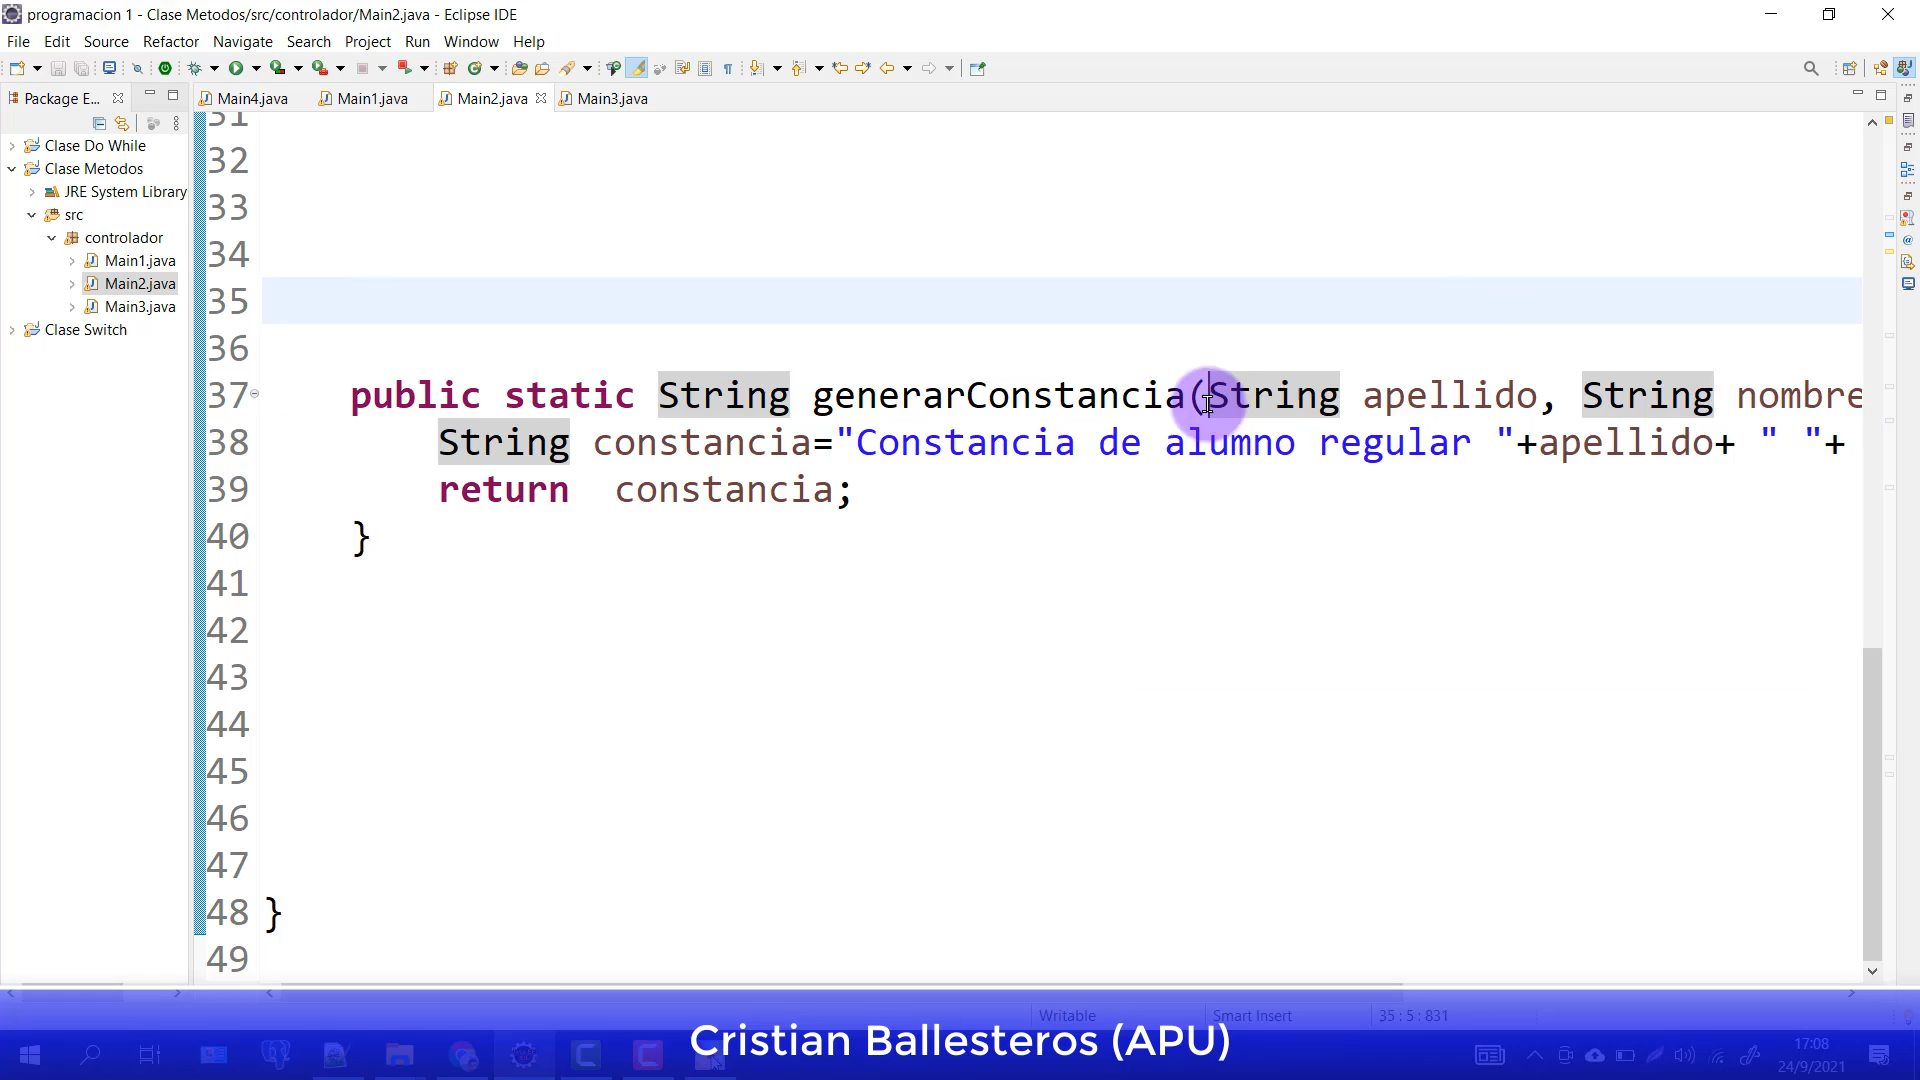 programacion 1 - Clase Metodos/src/controlador/Main2.java - Eclipse IDE
File Edit Source Refactor Navigate Search Project Run Window Help
Package E...
Main4.java Main1.java Main2.java Main3.java
Clase Do While
Clase Metodos
JRE System Library
src
controlador
Main1.java
Main2.java
Main3.java
Clase Switch
31
32
33
34
35
36
37 public static String generarConstancia(String apellido, String nombre
38 String constancia="Constancia de alumno regular "+apellido+ " "+
39 return constancia;
40 }
41
42
43
44
45
46
47
48 }
49
Writable Smart Insert 35 : 5 : 831
Cristian Ballesteros (APU)
17:08
24/9/2021